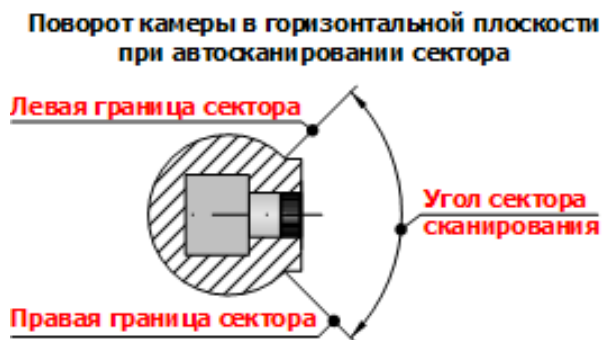 Поворот камеры в горизонтальной плоскости
при автосканировании сектора
Левая граница сектора
Угол сектора
сканирования
Правая граница сектора